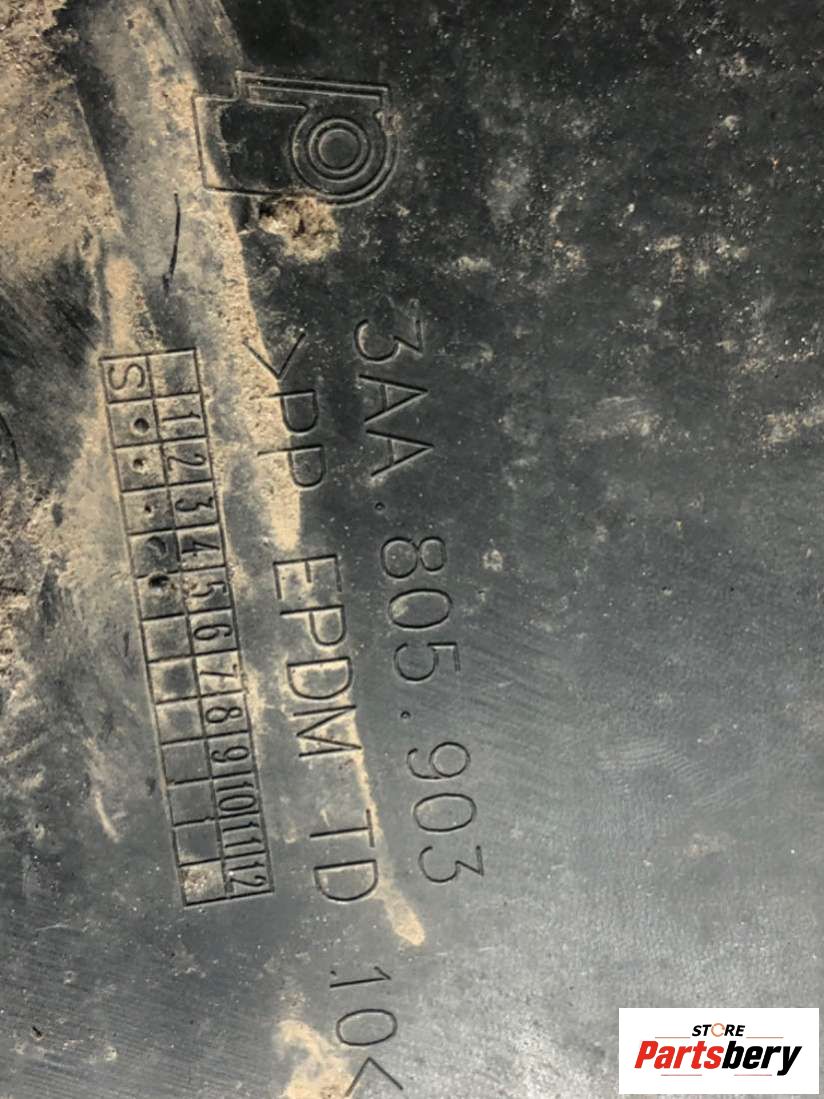 3AA.805.903
>PP EPDM TD 10<
1 2 3 4 5 6 7 8 9 10 11 12
S
STORE
Partsbery